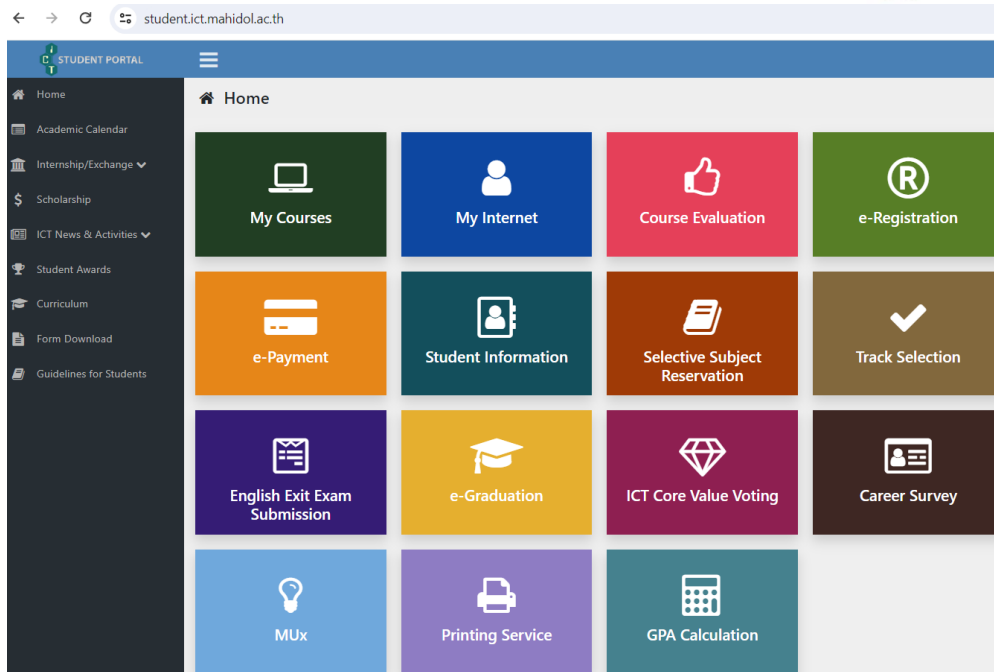 student.ict.mahidol.ac.th
i
C STUDENT PORTAL
T
Home
Academic Calendar
Internship/Exchange
Scholarship
ICT News & Activities
Student Awards
Curriculum
Form Download
Guidelines for Students
Home
My Courses
My Internet
Course Evaluation
R
e-Registration
e-Payment
Student Information
Selective Subject
Reservation
Track Selection
English Exit Exam
Submission
e-Graduation
ICT Core Value Voting
Career Survey
MUx
Printing Service
GPA Calculation